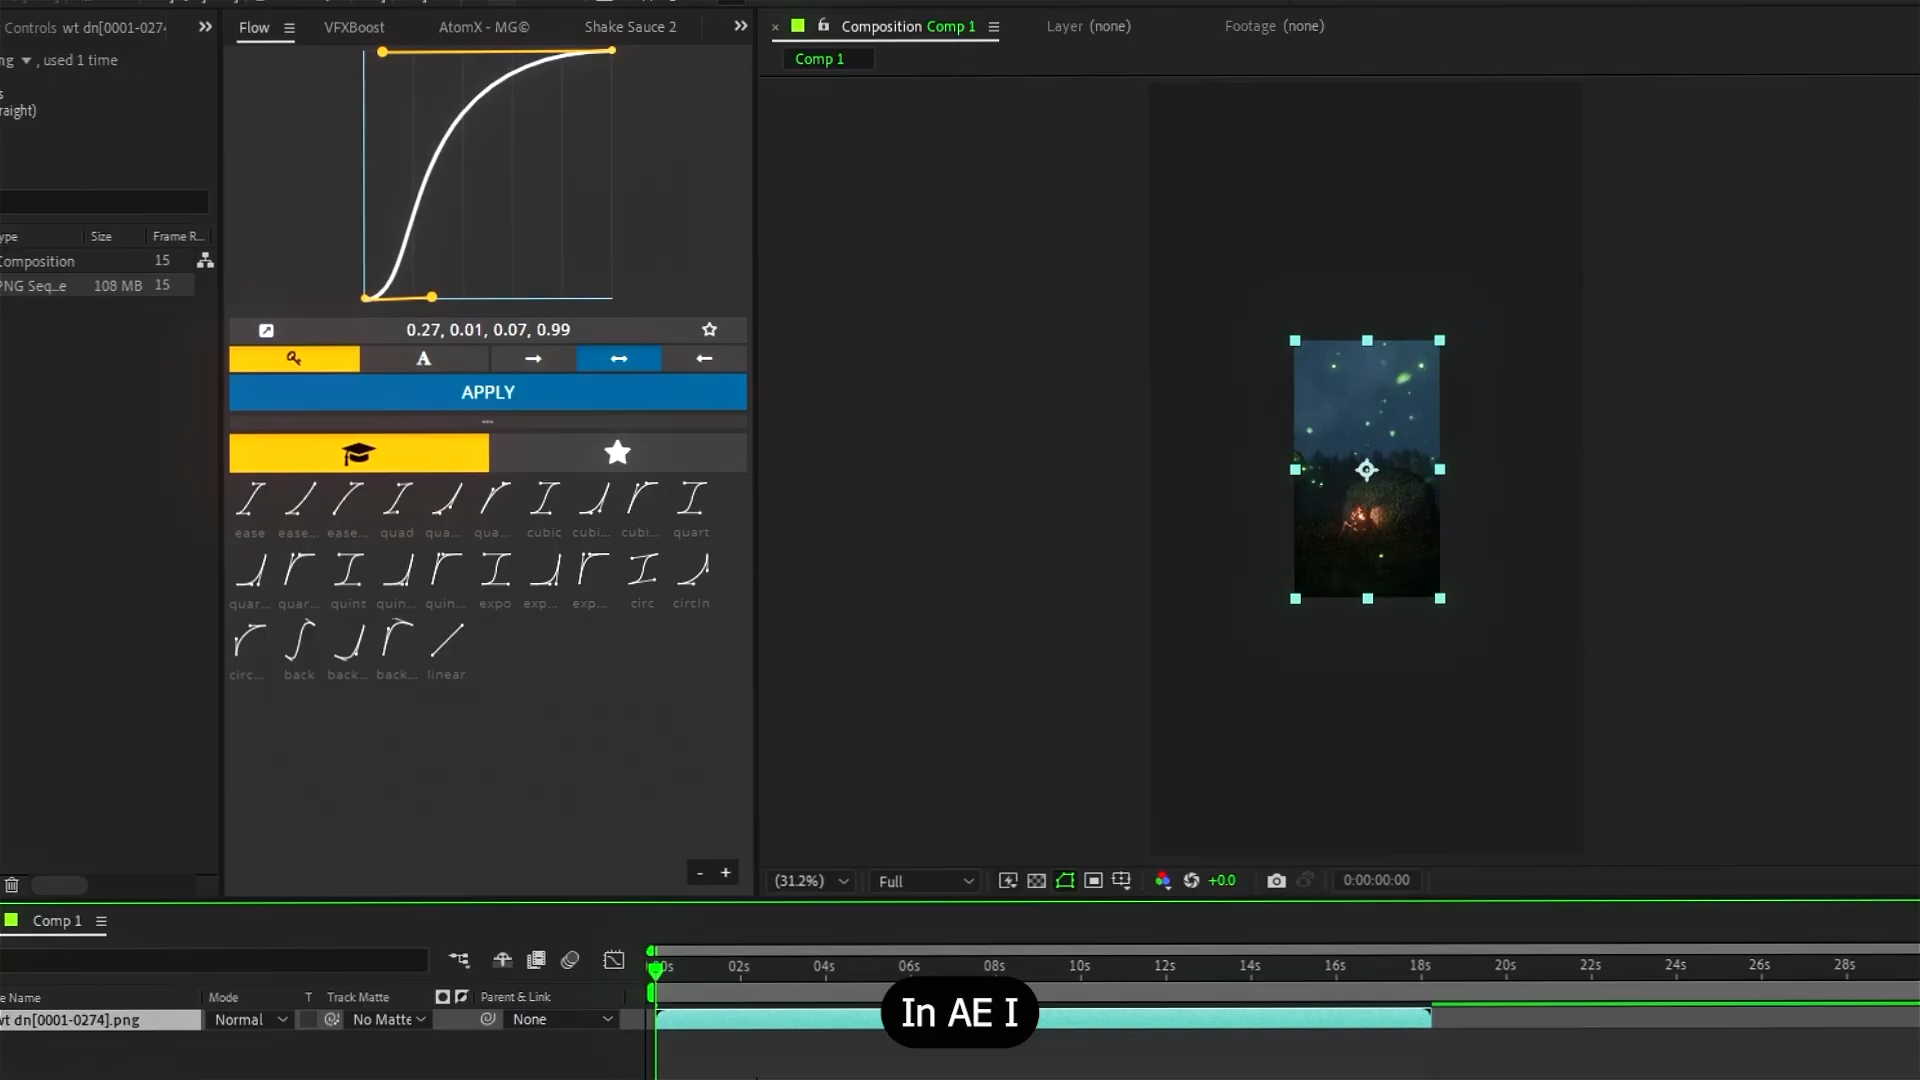 Controls wt dn[0001-027
ng , used 1 time
s
raight)
ype Size Frame R...
Composition 15
PNG Seq...e 108 MB 15
Flow VFXBoost AtomX - MG© Shake Sauce 2
0.27, 0.01, 0.07, 0.99
A
APPLY
...
ease ease... ease... quad qua... qua... cubic cubi... cubi... quart
quar... quar... quint quin... quin... expo exp... exp... circ circIn
circ... back back... back... linear
- +
Composition Comp 1 Layer (none) Footage (none)
Comp 1
(31.2%) Full +0.0 0:00:00:00
Comp 1
00s 02s 04s 06s 08s 10s 12s 14s 16s 18s 20s 22s 24s 26s 28s
e Name Mode T Track Matte Parent & Link
wt dn[0001-0274].png Normal No Matte None
In AE I